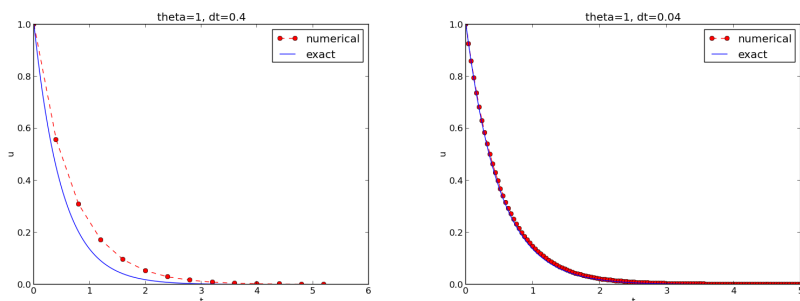 theta=1, dt=0.4
1.0
0.8
0.6
0.4
0.2
0.0
u
0 1 2 3 4 5 6
t
numerical
exact
theta=1, dt=0.04
1.0
0.8
0.6
0.4
0.2
0.0
u
0 1 2 3 4 5
t
numerical
exact